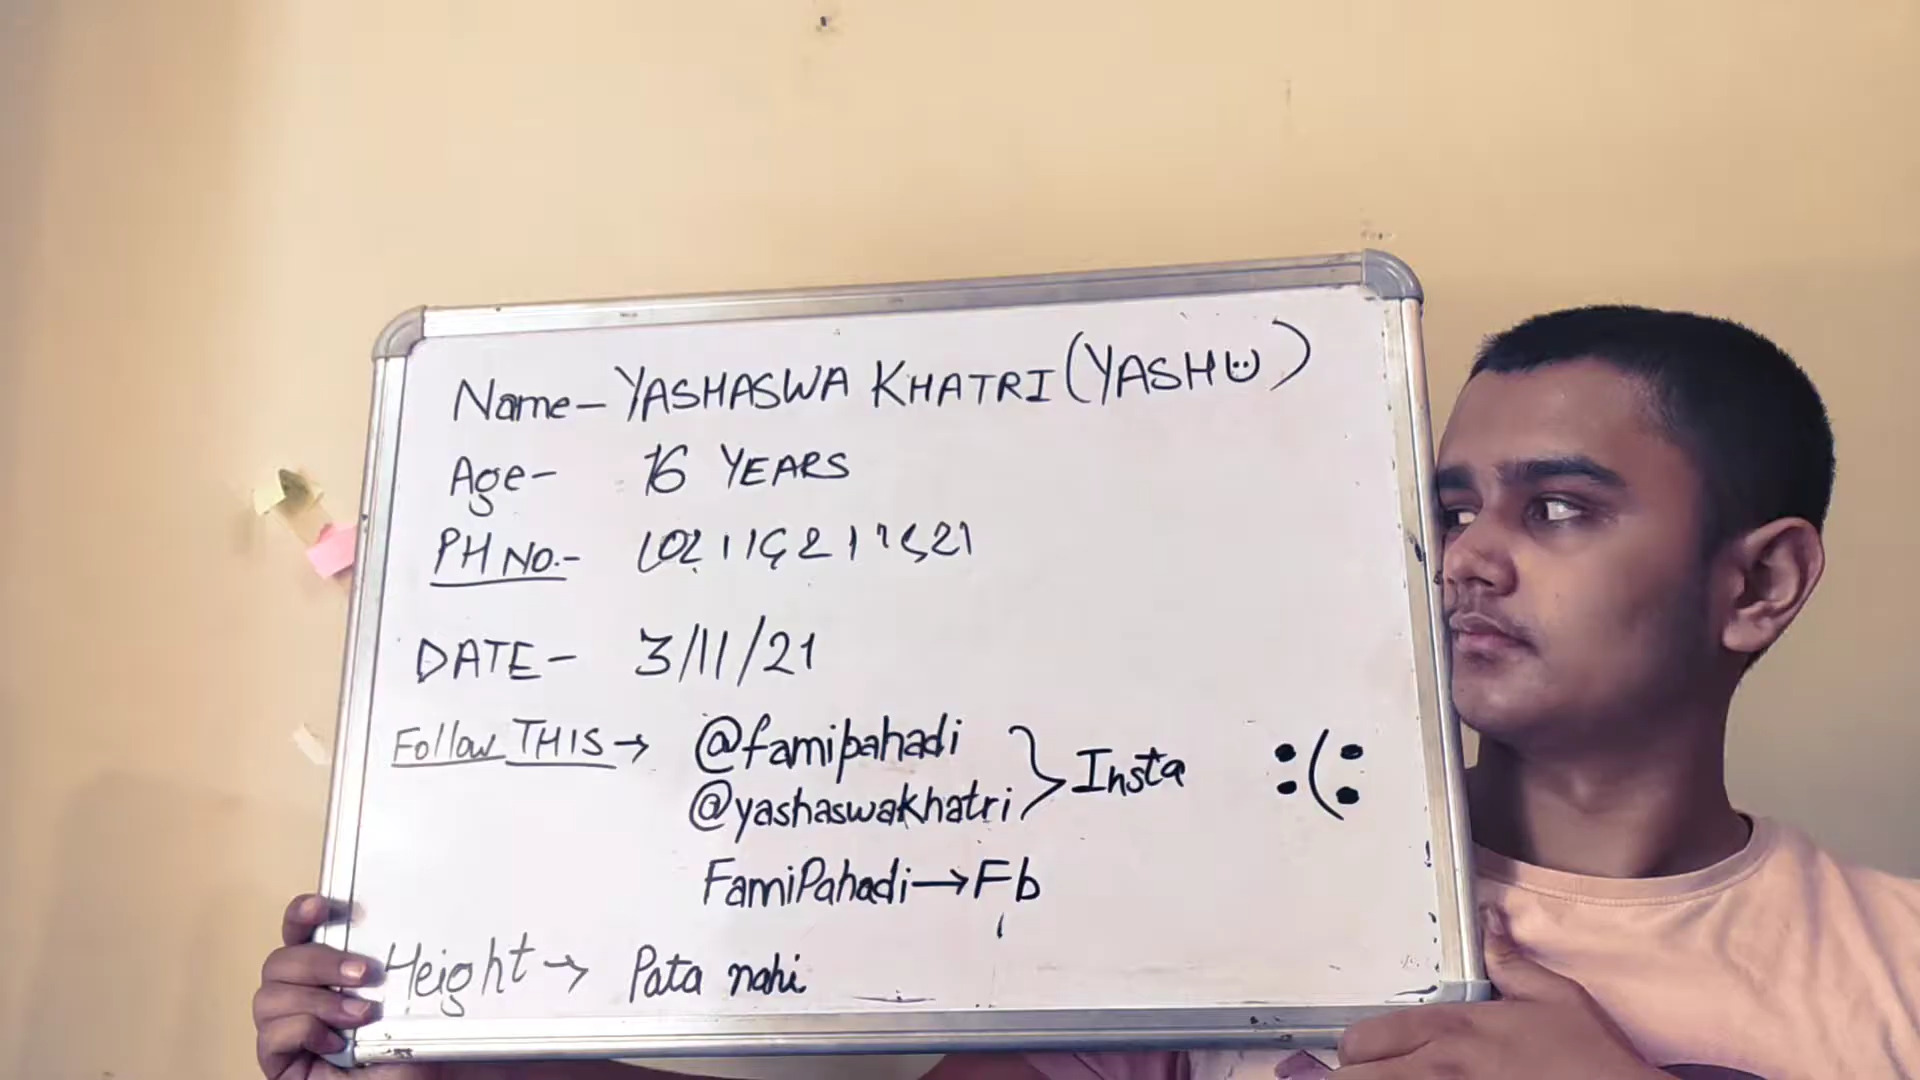 Name- YASHASWA KHATRI (YASHU)
Age- 16 YEARS
PH NO.-
DATE- 3/11/21
Follow THIS → @famipahadi
@yashaswakhatri } Insta :(:
FamiPahadi → Fb
Height → Pata nahi